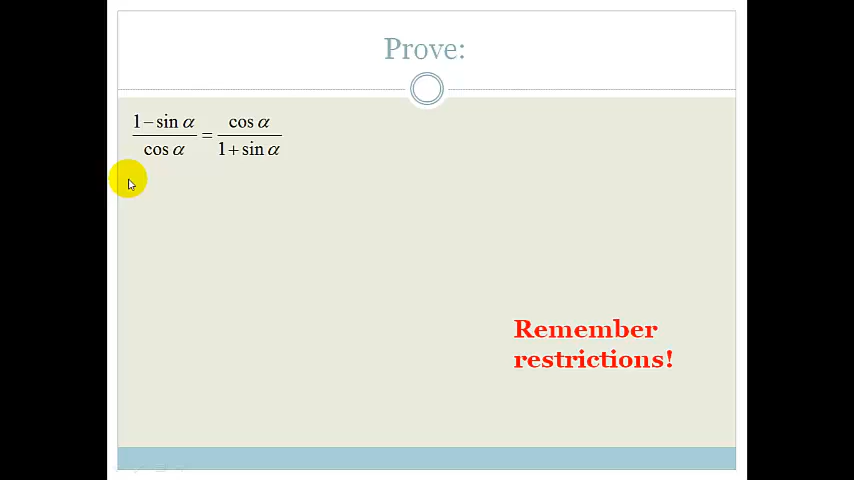 Prove:
1−sin α / cos α = cos α / 1+sin α
Remember
restrictions!